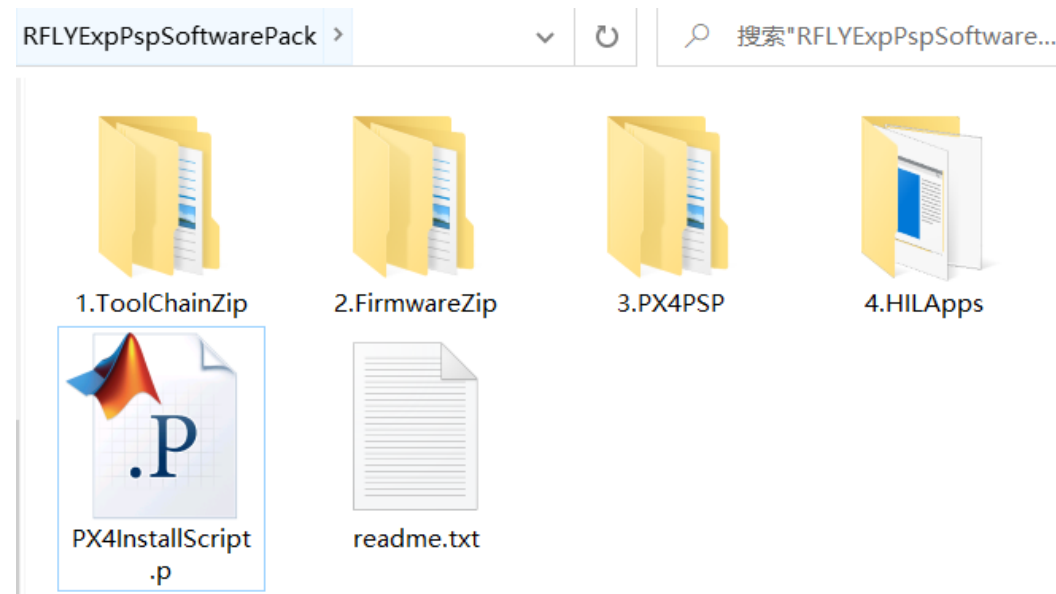 RFLYExpPspSoftwarePack
搜索"RFLYExpPspSoftware...
1.ToolChainZip
2.FirmwareZip
3.PX4PSP
4.HILApps
.P
PX4InstallScript
.p
readme.txt